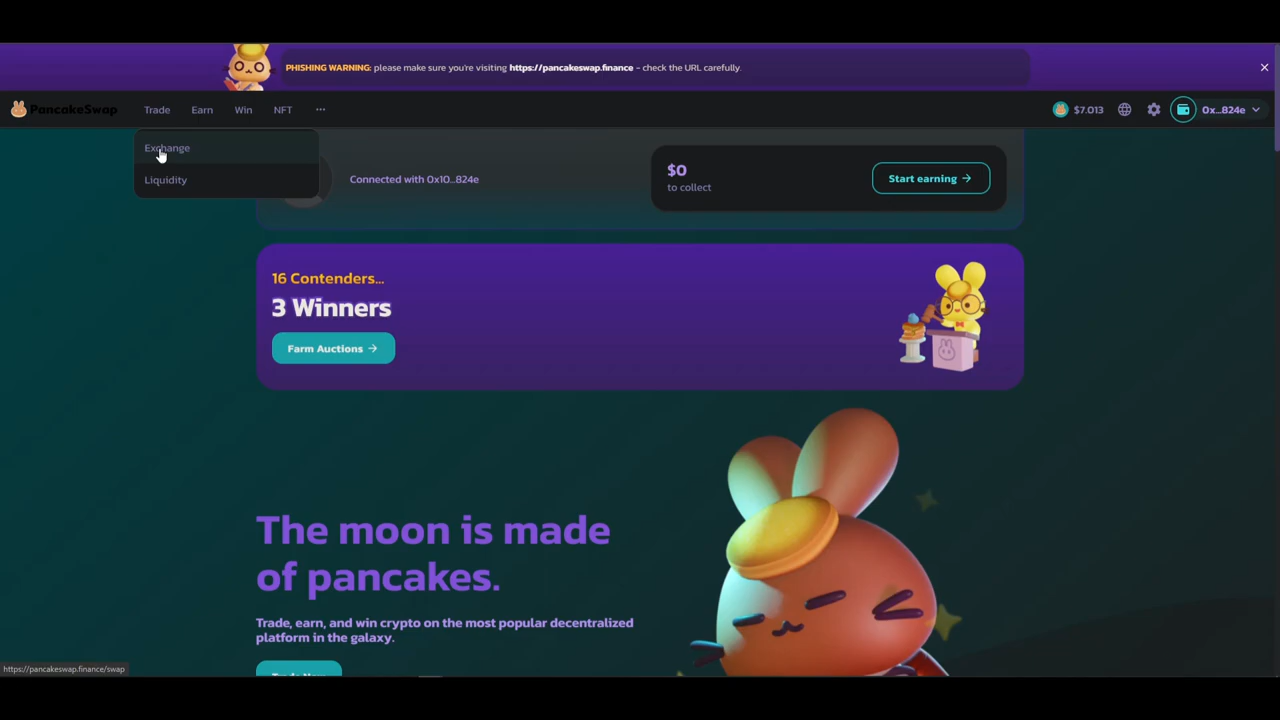 PHISHING WARNING: please make sure you're visiting https://pancakeswap.finance - check the URL carefully.
PancakeSwap
Trade
Earn
Win
NFT
...
$7.013
0x...824e
Exchange
Liquidity
Connected with 0x10...824e
$0
to collect
Start earning →
16 Contenders...
3 Winners
Farm Auctions →
The moon is made
of pancakes.
Trade, earn, and win crypto on the most popular decentralized
platform in the galaxy.
Trade Now
https://pancakeswap.finance/swap